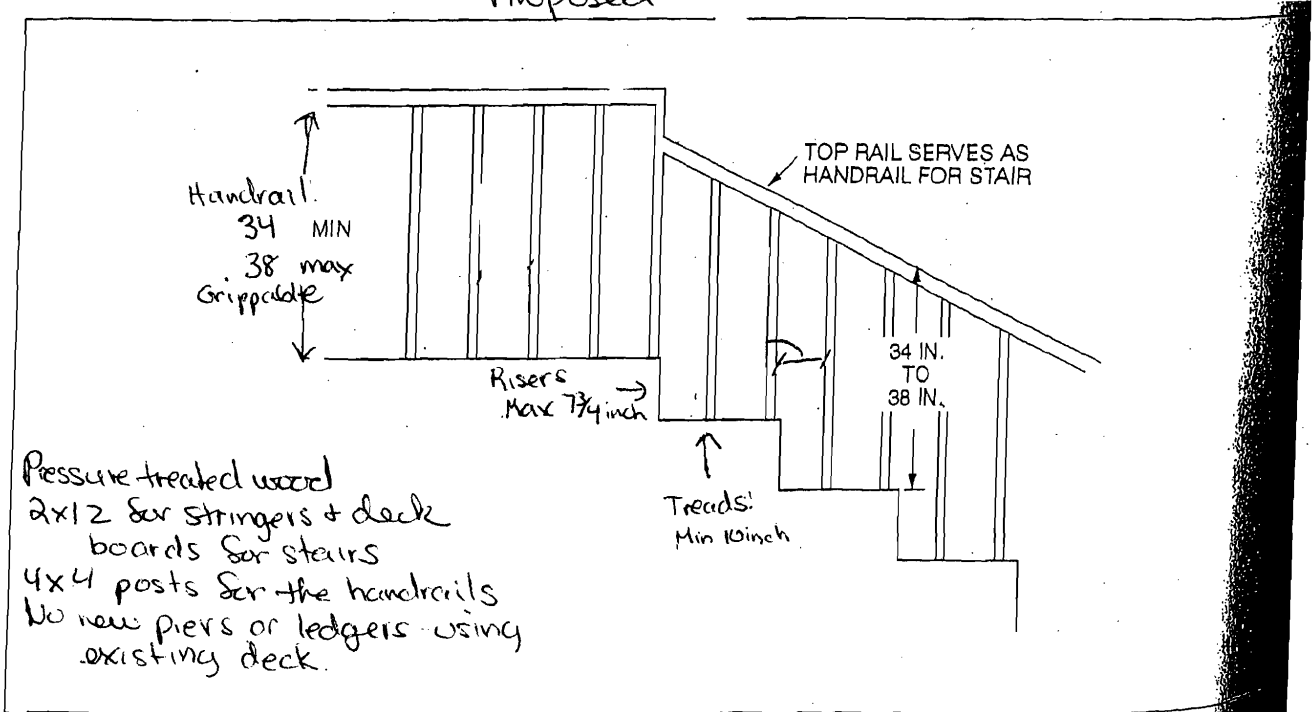 Proposed
TOP RAIL SERVES AS
HANDRAIL FOR STAIR
Handrail:
34 MIN
38 max
Grippable
34 IN.
TO
38 IN.
Risers
Max 7 3/4 inch
Treads:
Min 10inch
Pressure treated wood
2x12 for stringers & deck
boards for stairs
4x4 posts for the handrails
No new piers or ledgers using
existing deck.